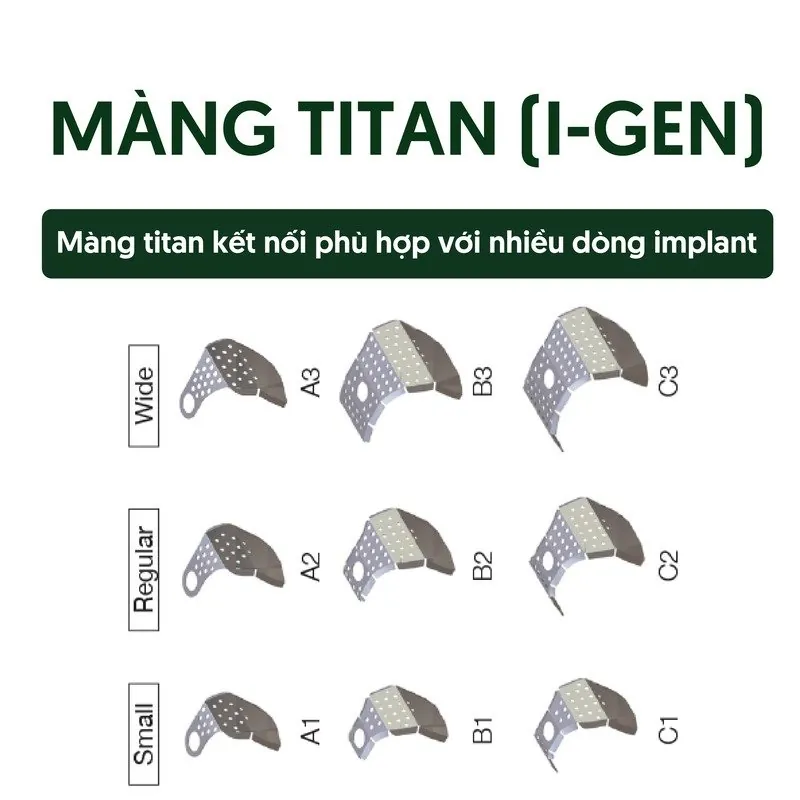 MÀNG TITAN (I-GEN)
Màng titan kết nối phù hợp với nhiều dòng implant
Wide
A3
B3
C3
Regular
A2
B2
C2
Small
A1
B1
C1